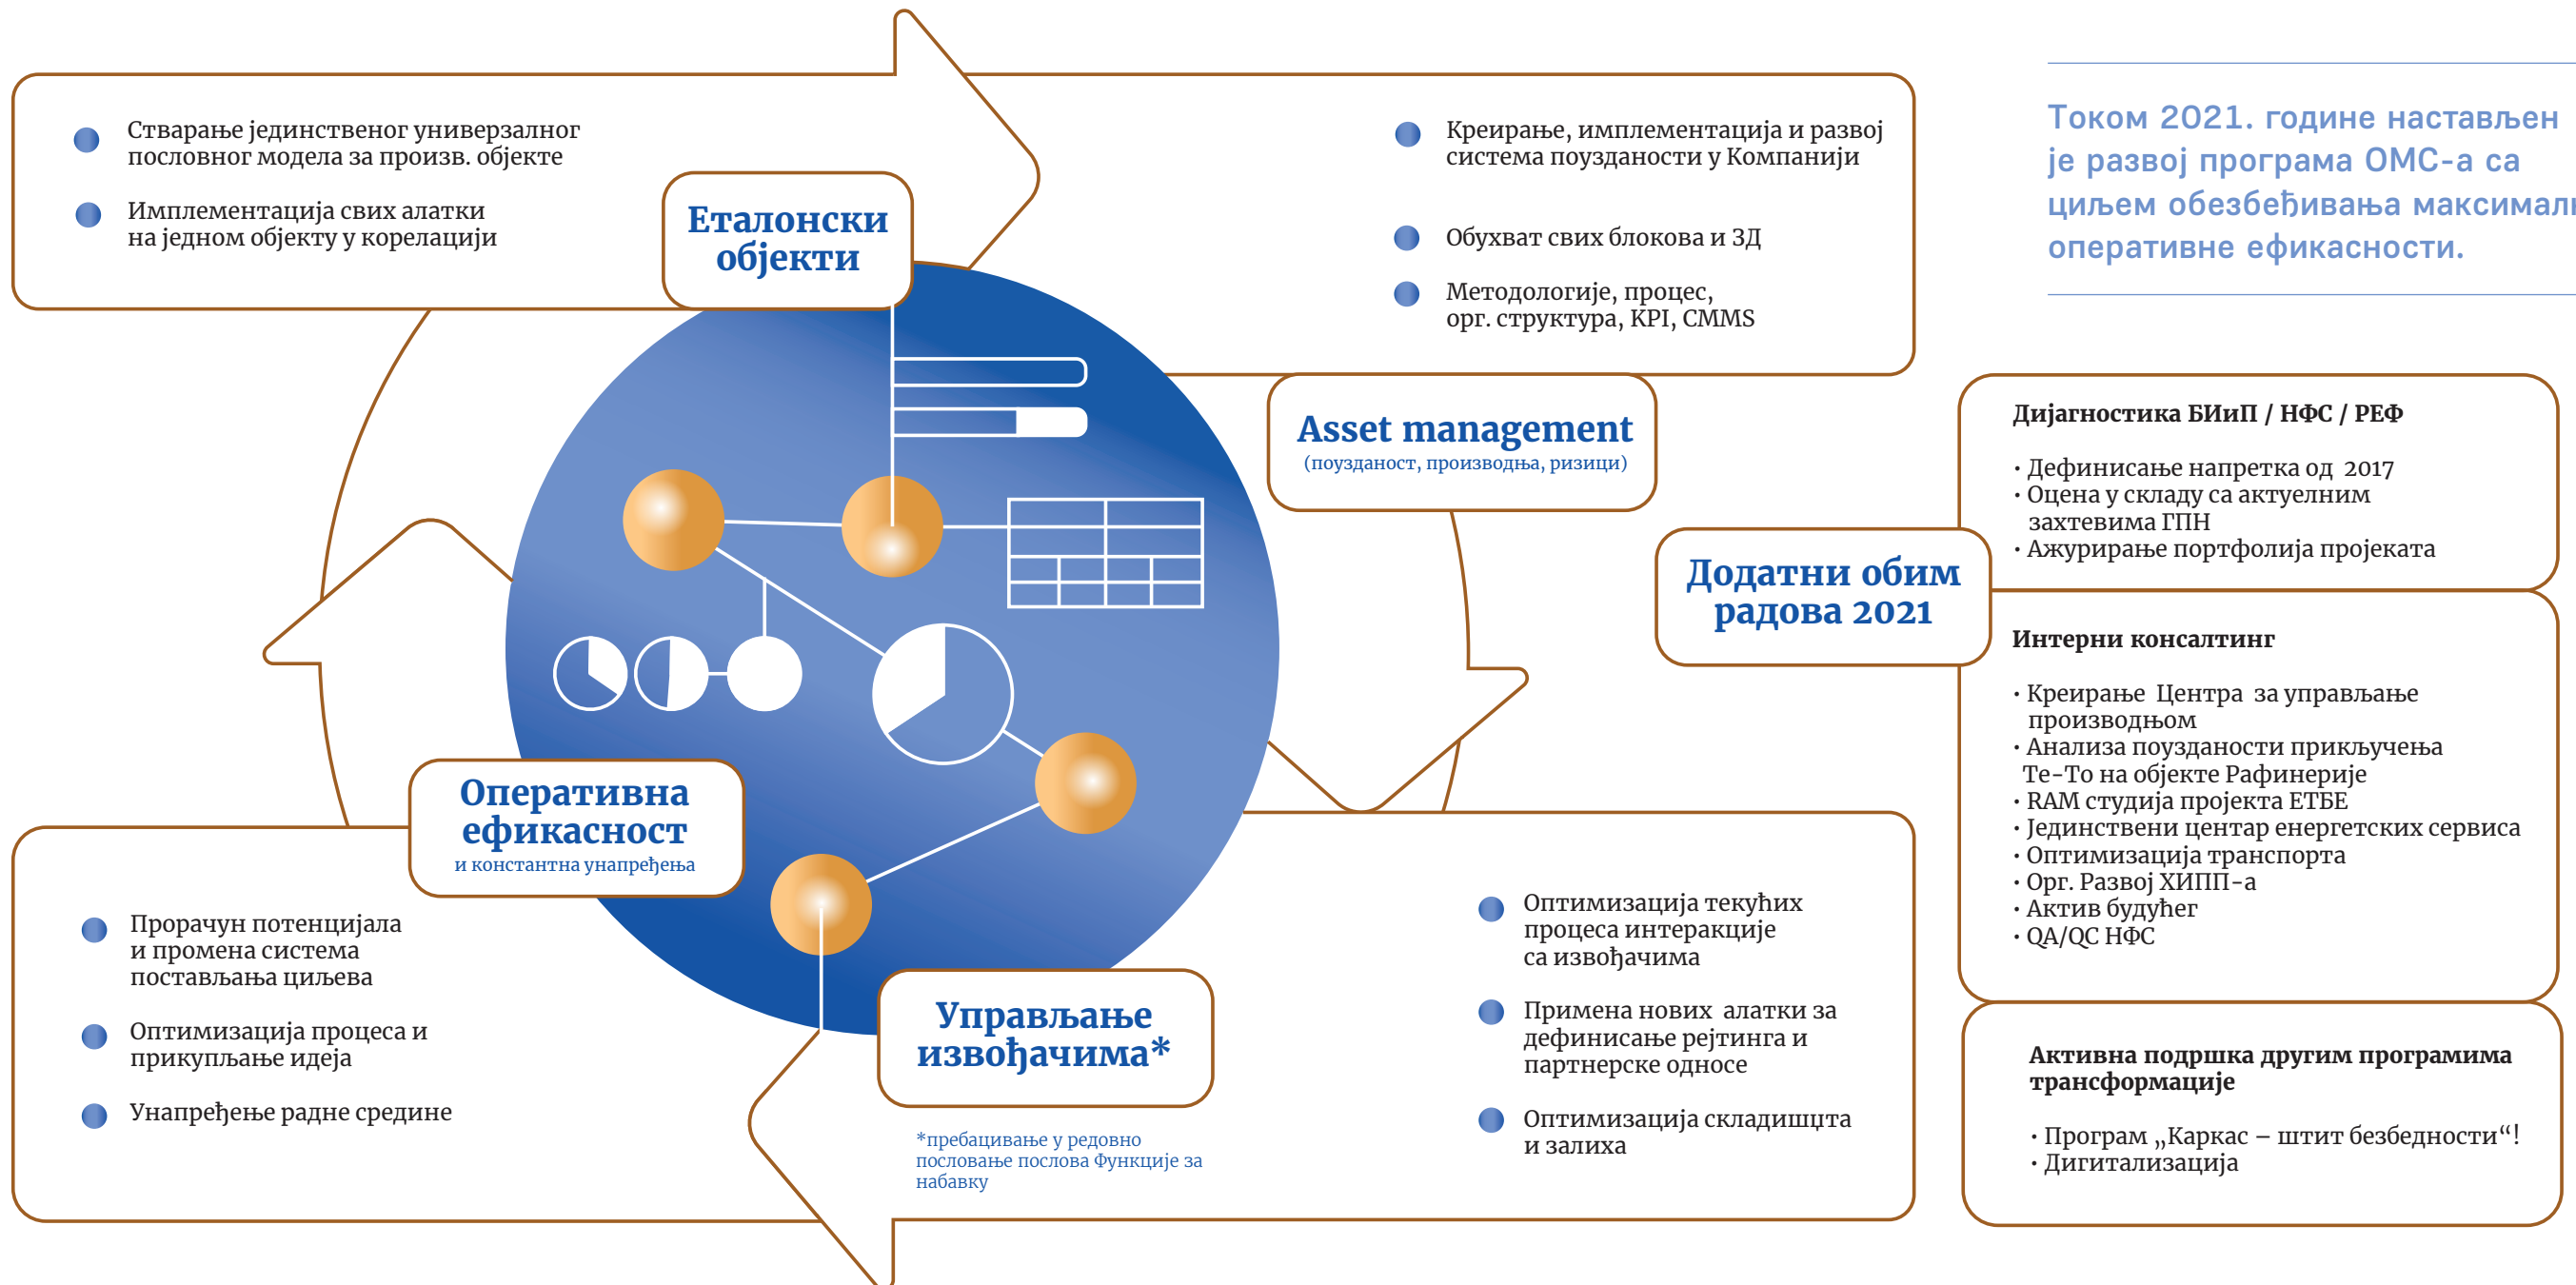 Стварање јединственог универзалног
пословног модела за произв. објекте
Имплементација свих алатки
на једном објекту у корелацији
Еталонски
објекти
Креирање, имплементација и развој
система поузданости у Компанији
Обухват свих блокова и ЗД
Методологије, процес,
орг. структура, KPI, CMMS
Asset management
(поузданост, производња, ризици)
Током 2021. године настављен
је развој програма ОМС-а са
циљем обезбеђивања
оперативне ефикасности.
Додатни обим
радова 2021
Дијагностика БИиП / НФС / РЕФ
· Дефинисање напретка од 2017
· Оцена у складу са актуелним
захтевима ГПН
· Ажурирање портфолија пројеката
Интерни консалтинг
· Креирање Центра за управљање
производњом
· Анализа поузданости прикључења
Те-То на објекте Рафинерије
· RAM студија пројекта ЕТБЕ
· Јединствени центар енергетских сервиса
· Оптимизација транспорта
· Орг. Развој ХИПП-а
· Актив будућег
· QA/QC НФС
Активна подршка другим програмима
трансформације
· Програм „Каркас – штит безбедности“!
· Дигитализација
Оперативна
ефикасност
и константна унапређења
Прорачун потенцијала
и промена система
постављања циљева
Оптимизација процеса и
прикупљање идеја
Унапређење радне средине
Управљање
извођачима*
*пребацивање у редовно
пословање послова Функције за
набавку
Оптимизација текућих
процеса интеракције
са извођачима
Примена нових алатки за
дефинисање рејтинга и
партнерске односе
Оптимизација складишџта
и залиха